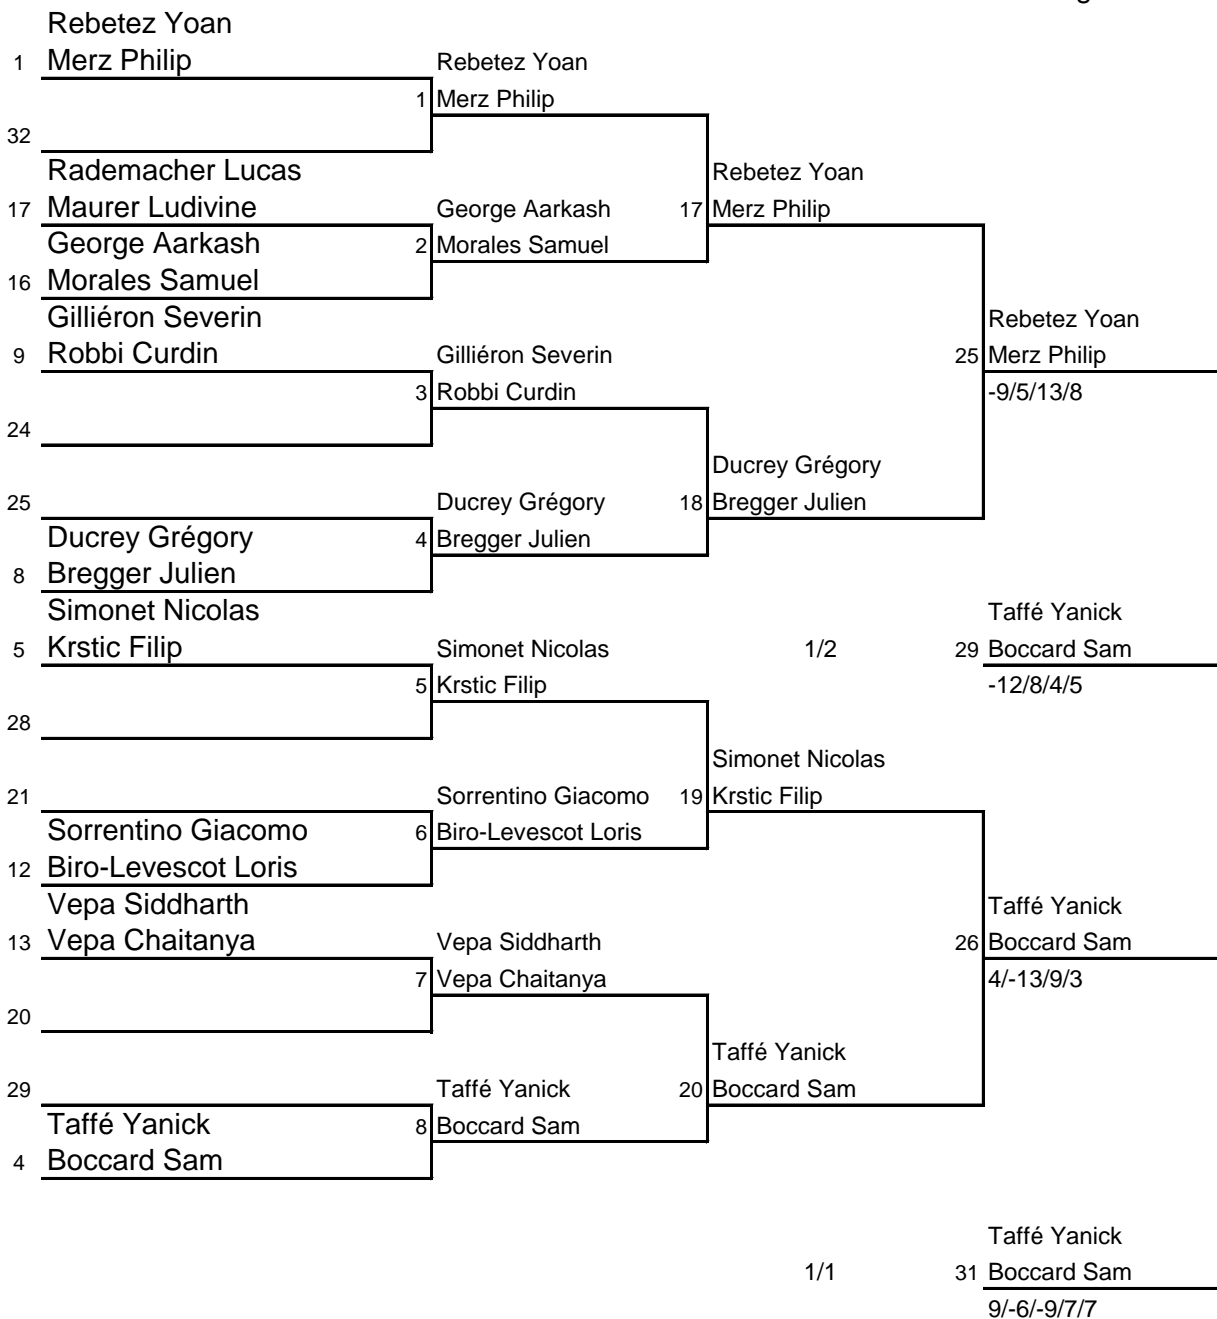 g
Rebetez Yoan
1 Merz Philip
Rebetez Yoan
1 Merz Philip
32
Rademacher Lucas
Rebetez Yoan
17 Maurer Ludivine
George Aarkash
17 Merz Philip
George Aarkash
2 Morales Samuel
16 Morales Samuel
Gilliéron Severin
Rebetez Yoan
9 Robbi Curdin
Gilliéron Severin
25 Merz Philip
3 Robbi Curdin
-9/5/13/8
24
Ducrey Grégory
25
Ducrey Grégory
18 Bregger Julien
Ducrey Grégory
4 Bregger Julien
8 Bregger Julien
Simonet Nicolas
Taffé Yanick
5 Krstic Filip
Simonet Nicolas
1/2
29 Boccard Sam
5 Krstic Filip
-12/8/4/5
28
Simonet Nicolas
21
Sorrentino Giacomo
19 Krstic Filip
Sorrentino Giacomo
6 Biro-Levescot Loris
12 Biro-Levescot Loris
Vepa Siddharth
Taffé Yanick
13 Vepa Chaitanya
Vepa Siddharth
26 Boccard Sam
7 Vepa Chaitanya
4/-13/9/3
20
Taffé Yanick
29
Taffé Yanick
20 Boccard Sam
Taffé Yanick
8 Boccard Sam
4 Boccard Sam
Taffé Yanick
1/1
31 Boccard Sam
9/-6/-9/7/7